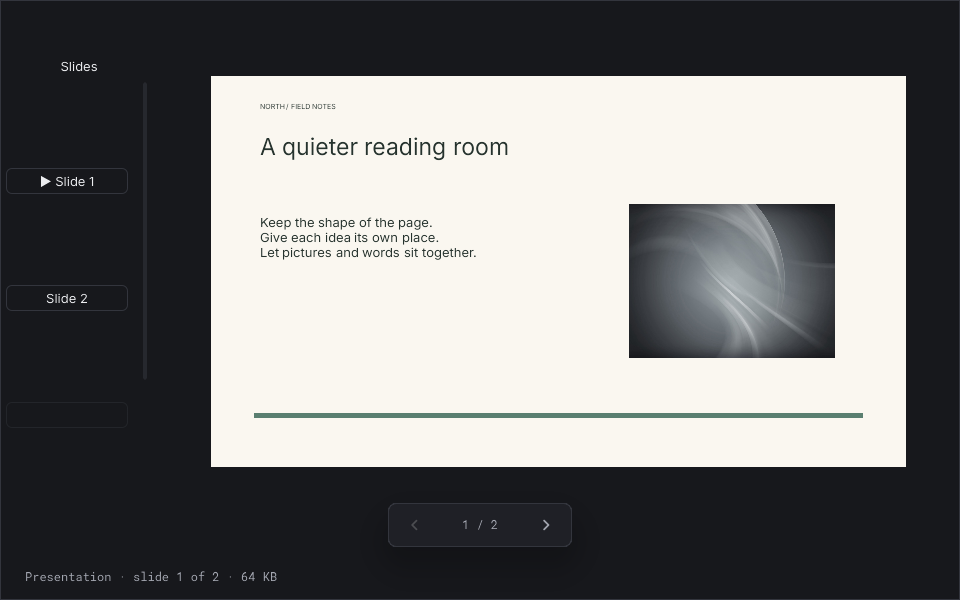 Slides
▶ Slide 1
Slide 2
NORTH / FIELD NOTES
A quieter reading room
Keep the shape of the page.
Give each idea its own place.
Let pictures and words sit together.
1 / 2
Presentation · slide 1 of 2 · 64 KB